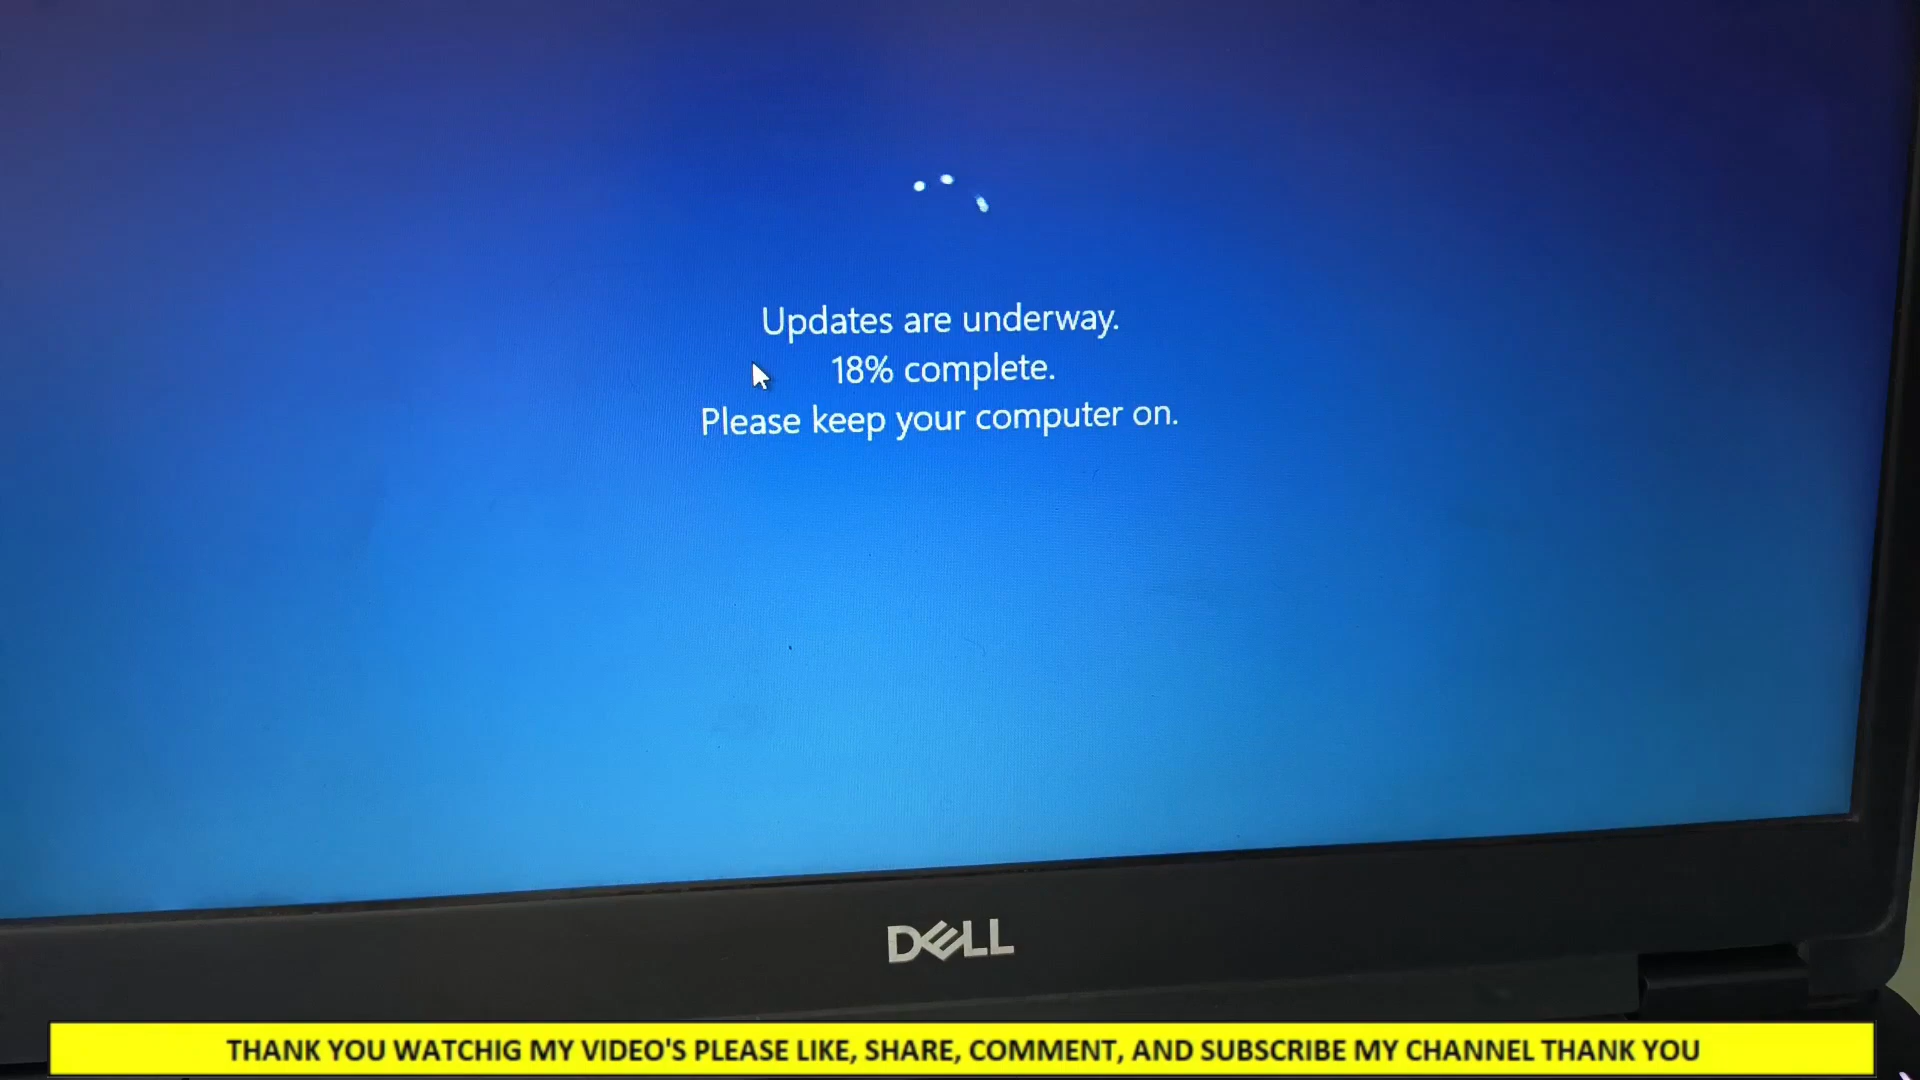 Updates are underway.
18% complete.
Please keep your computer on.
DELL
THANK YOU WATCHIG MY VIDEO'S PLEASE LIKE, SHARE, COMMENT, AND SUBSCRIBE MY CHANNEL THANK YOU